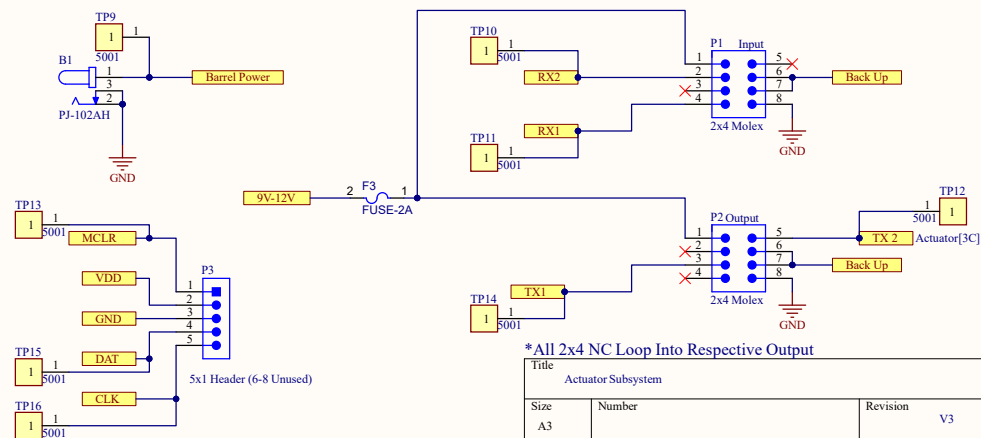 TP9
1
1
5001
B1
1
3
2
PJ-102AH
Barrel Power
GND
TP10
1
1
5001
RX2
RX1
TP11
1
1
5001
P1 Input
1
2
3
4
5
6
7
8
2x4 Molex
Back Up
GND
9V-12V
2
F3
1
FUSE-2A
P2 Output
1
2
3
4
5
6
7
8
2x4 Molex
TP12
1
1
5001
TX 2
Actuator[3C]
Back Up
GND
TX1
TP14
1
1
5001
TP13
1
1
5001
MCLR
VDD
GND
DAT
CLK
P3
1
2
3
4
5
5x1 Header (6-8 Unused)
TP15
1
1
5001
TP16
1
1
5001
*All 2x4 NC Loop Into Respective Output
Title
Actuator Subsystem
Size
A3
Number
Revision
V3